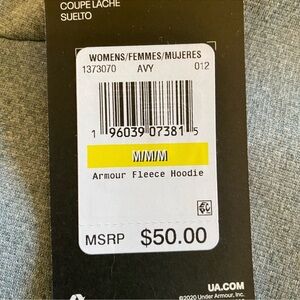 COUPE LACHE
SUELTO
WOMENS/FEMMES/MUJERES
1373070 AVY 012
1 96039 07381 5
M/M/M
Armour Fleece Hoodie
MSRP $50.00
UA.COM
©2020 Under Armour, Inc.